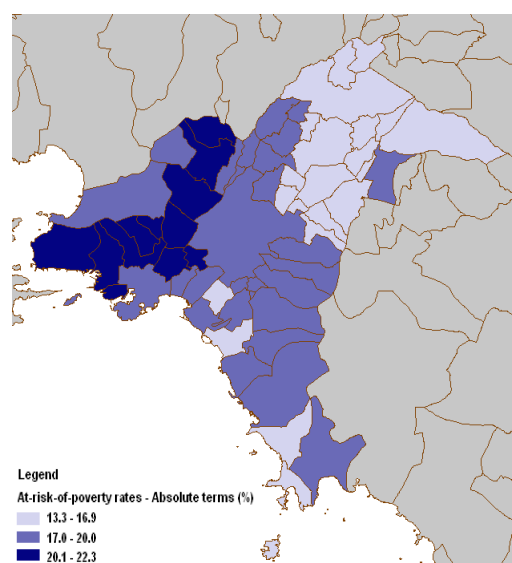 Legend
At-risk-of-poverty rates - Absolute terms (%)
13.3 - 16.9
17.0 - 20.0
20.1 - 22.3